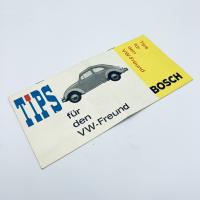 TIPS
für
den
VW-Freund
Tips
für
den
VW-Freund
BOSCH